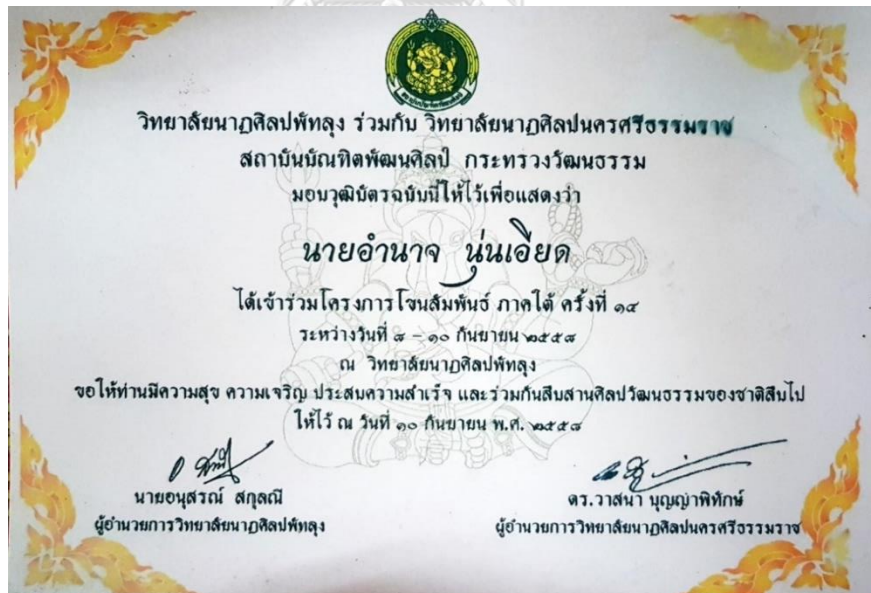 วิทยาลัยนาฏศิลปพัทลุง ร่วมกับ วิทยาลัยนาฏศิลปนครศรีธรรมราช
สถาบันบัณฑิตพัฒนศิลป์ กระทรวงวัฒนธรรม
มอบวุฒิบัตรฉบับนี้ให้ไว้เพื่อแสดงว่า
นายอำนาจ นุ่นเอียด
ได้เข้าร่วมโครงการโขนสัมพันธ์ ภาคใต้ ครั้งที่ ๑๔
ระหว่างวันที่ ๘ – ๑๐ กันยายน ๒๕๕๘
ณ วิทยาลัยนาฏศิลปพัทลุง
ขอให้ท่านมีความสุข ความเจริญ ประสบความสำเร็จ และร่วมกันสืบสานศิลปวัฒนธรรมของชาติสืบไป
ให้ไว้ ณ วันที่ ๑๐ กันยายน พ.ศ. ๒๕๕๘
นายอนุสรณ์ สกุลณี
ดร.วาสนา บุญญาพิทักษ์
ผู้อำนวยการวิทยาลัยนาฏศิลปพัทลุง
ผู้อำนวยการวิทยาลัยนาฏศิลปนครศรีธรรมราช